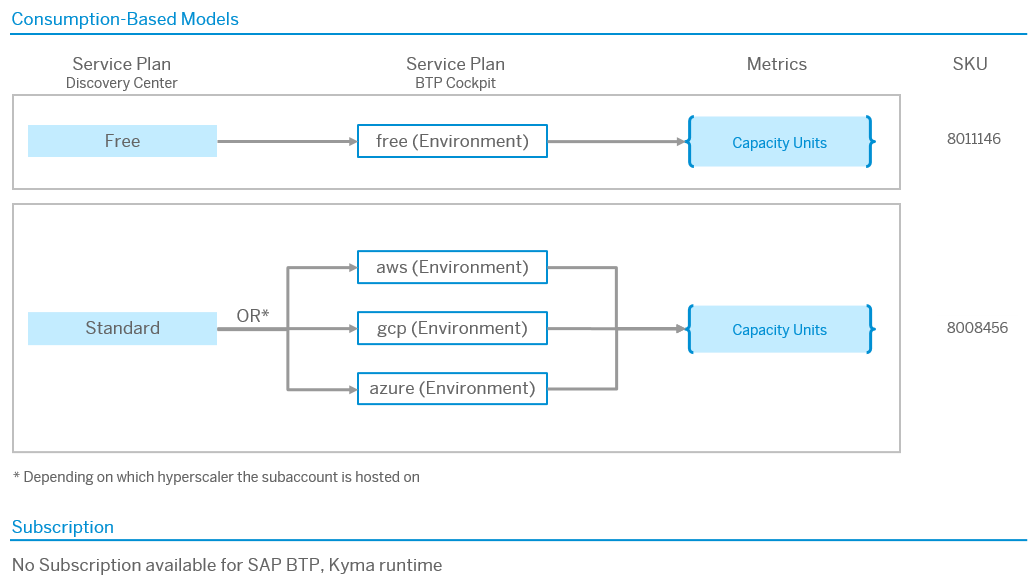 Consumption-Based Models
Service Plan
Discovery Center
Service Plan
BTP Cockpit
Metrics
SKU
Free
free (Environment)
Capacity Units
8011146
aws (Environment)
OR*
Standard
gcp (Environment)
Capacity Units
8008456
azure (Environment)
* Depending on which hyperscaler the subaccount is hosted on
Subscription
No Subscription available for SAP BTP, Kyma runtime